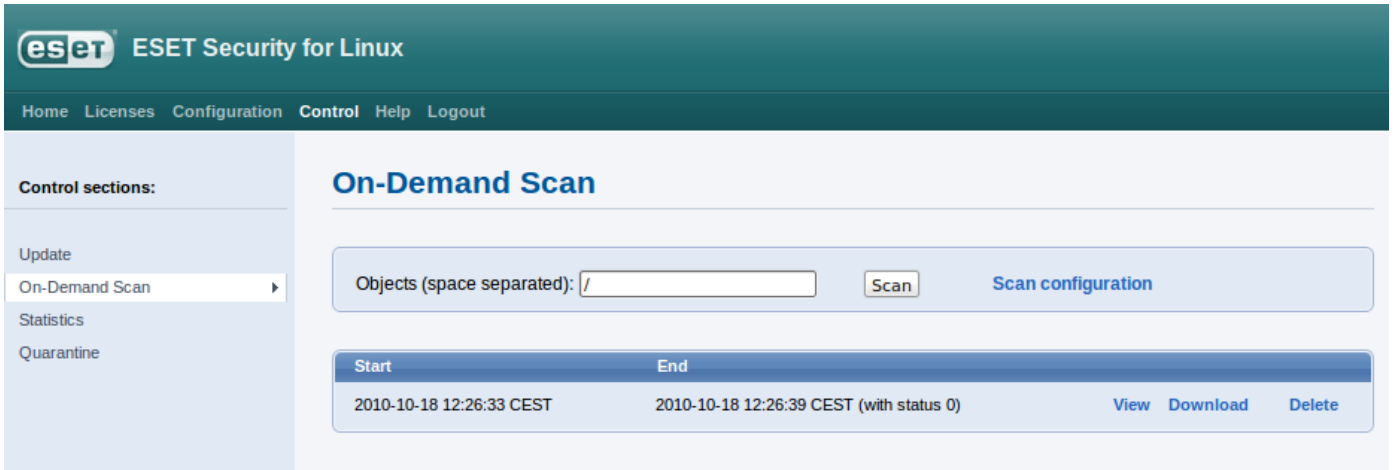 eset ESET Security for Linux
Home Licenses Configuration Control Help Logout
Control sections:
Update
On-Demand Scan
Statistics
Quarantine
On-Demand Scan
Objects (space separated): / Scan Scan configuration
Start End
2010-10-18 12:26:33 CEST 2010-10-18 12:26:39 CEST (with status 0) View Download Delete